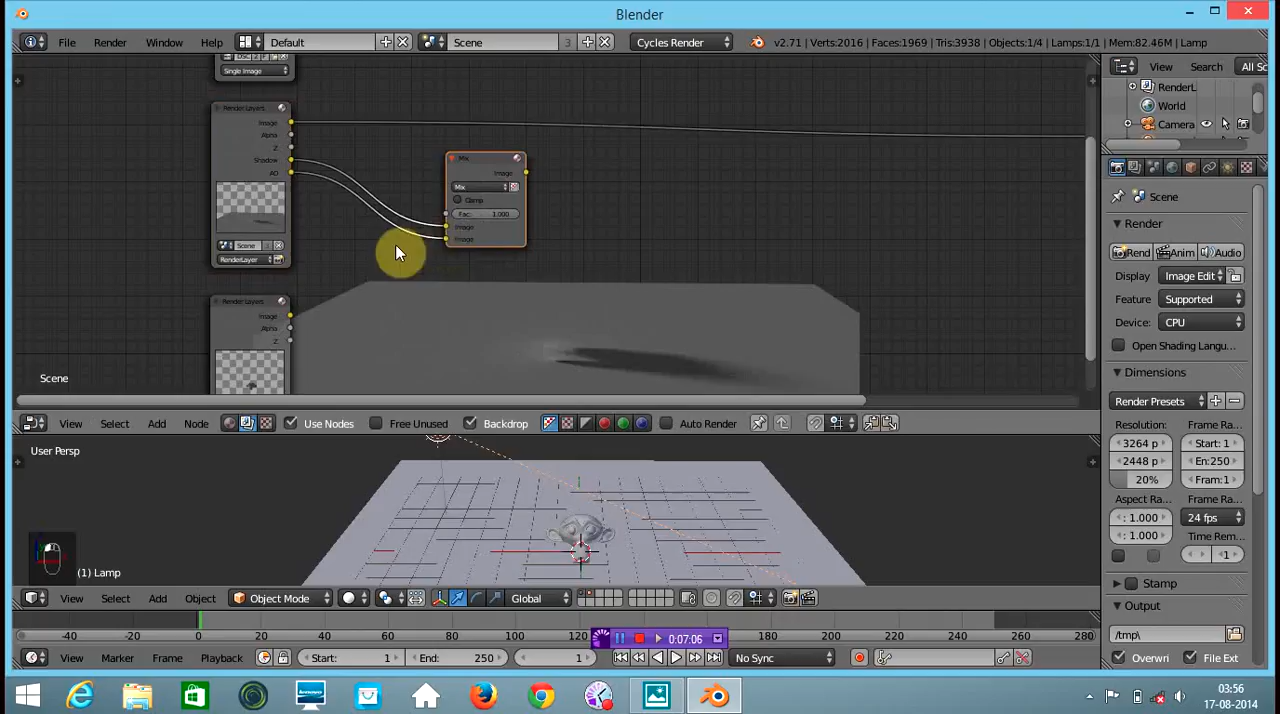 Blender
File Render Window Help Default Scene 3 Cycles Render v2.71 | Verts:2016 | Faces:1969 | Tris:3938 | Objects:1/4 | Lamps:1/1 | Mem:82.46M | Lamp
View Search All Sc
Single Image
RenderL
World
Camera
Render Layers
Image
Alpha
Z
Shadow
AO
Scene
RenderLayer
Mix
Image
Mix
Clamp
Fac: 1.000
Image
Image
Render Layers
Image
Alpha
Z
Scene
Scene
Render
Rend Anim Audio
Display Image Edit
Feature Supported
Device: CPU
Open Shading Langu...
Dimensions
Render Presets
Resolution: Frame Ra...
3264 p Start: 1
2448 p En:250
20% Fram:1
Aspect Ra... Frame Ra...
: 1.000 24 fps
: 1.000 Time Rem...
1
Stamp
Output
/tmp\
Overwri File Ext
View Select Add Node Use Nodes Free Unused Backdrop Auto Render
User Persp
(1) Lamp
View Select Add Object Object Mode Global
-40 -20 0 20 40 60 80 100 120 180 200 220 240 260 280
0:07:06
View Marker Frame Playback Start: 1 End: 250 1 No Sync
lenovo
03:56
17-08-2014